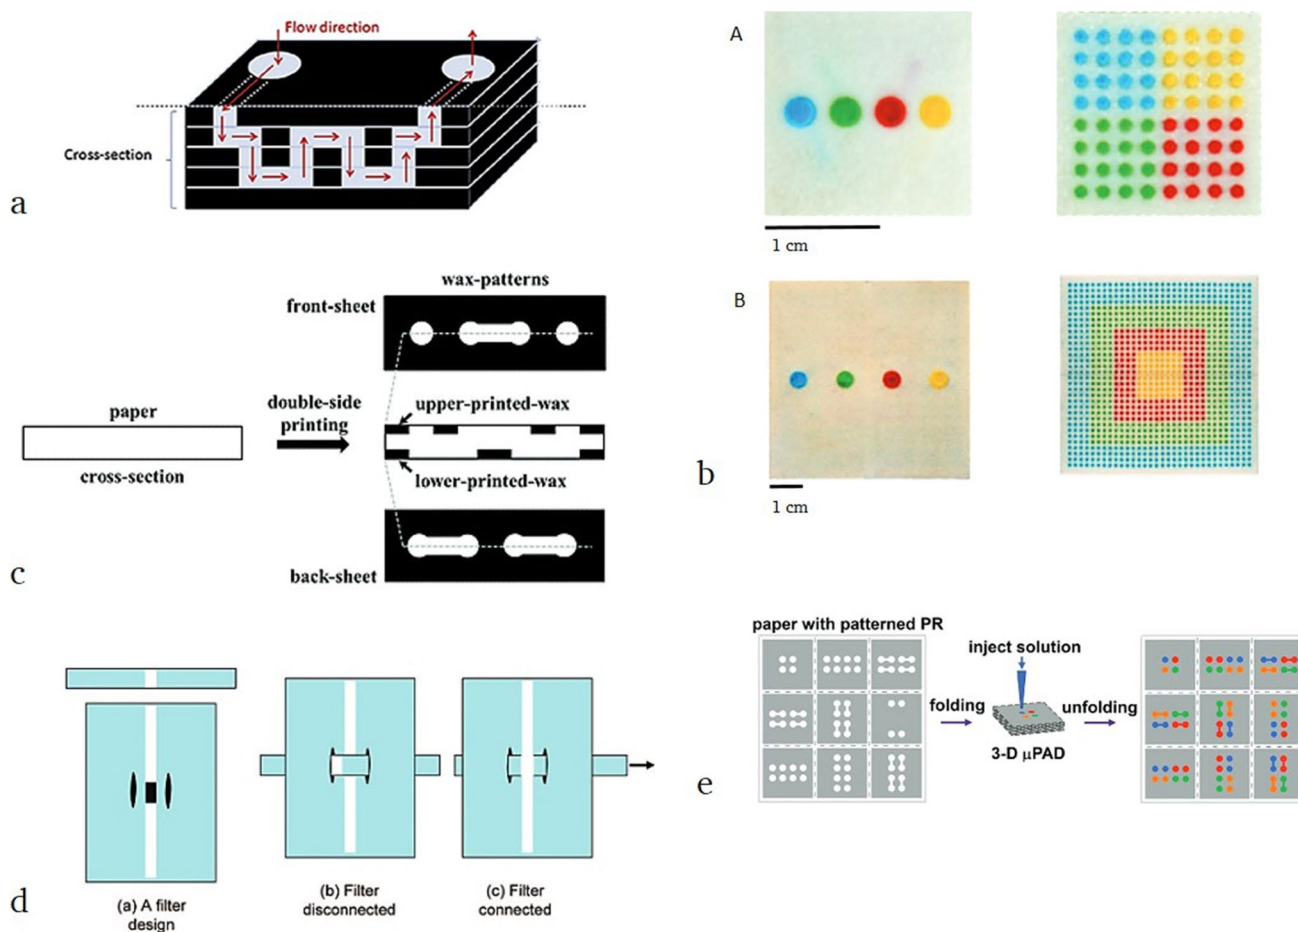 Flow direction
Cross-section
a
A
1 cm
B
1 cm
b
wax-patterns
front-sheet
paper
cross-section
double-side
printing
upper-printed-wax
lower-printed-wax
back-sheet
c
(a) A filter
design
(b) Filter
disconnected
(c) Filter
connected
d
paper with patterned PR
inject solution
folding
unfolding
3-D μPAD
e